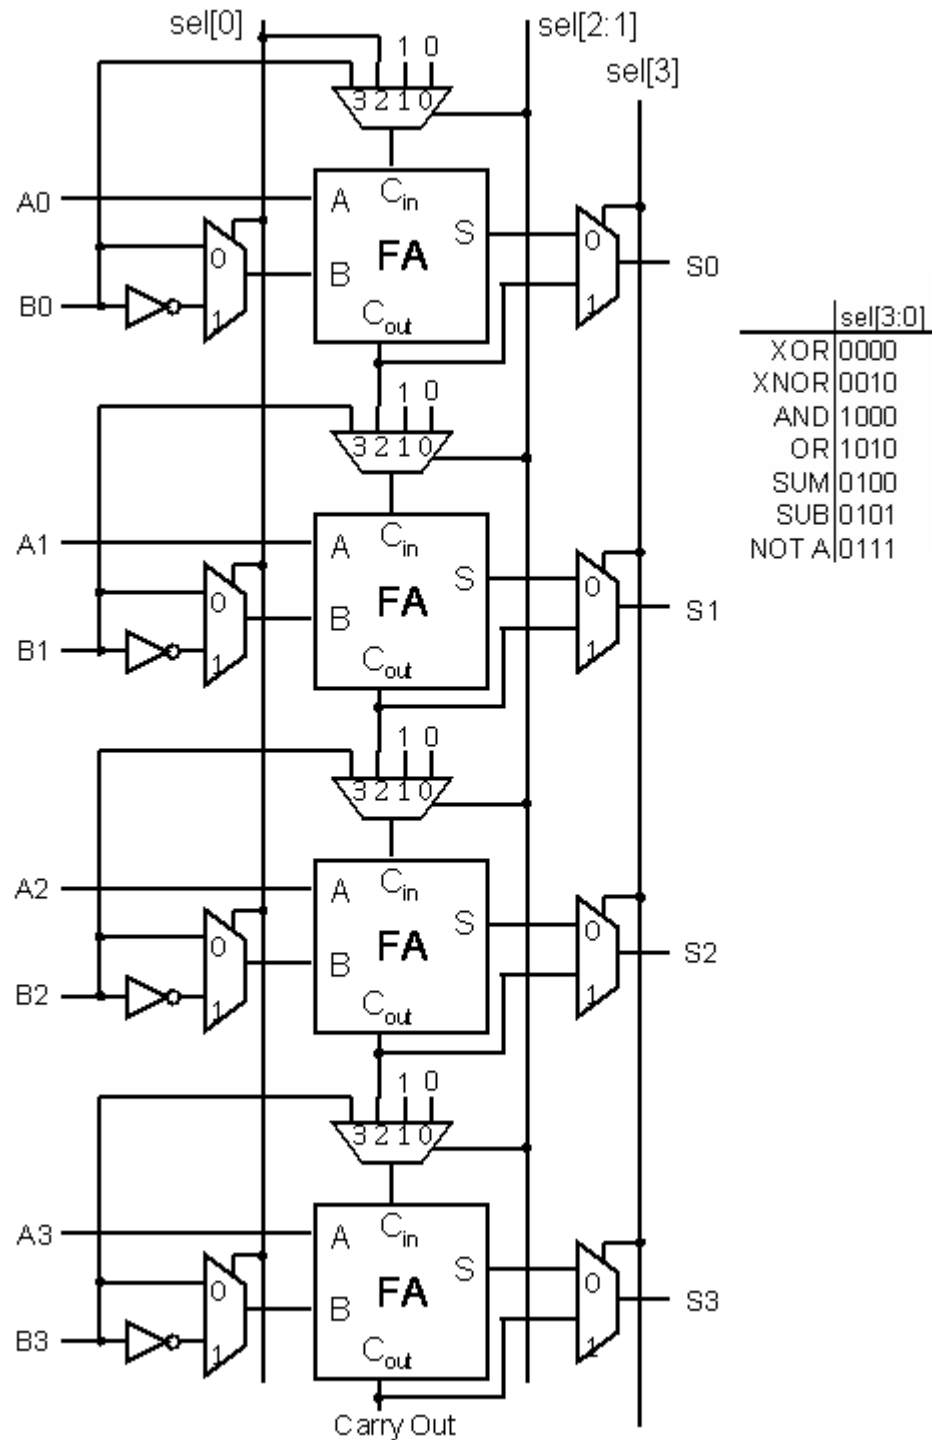 sel[0]
sel[2:1]
sel[3]
1 0
3 2 1 0
A0
A
Cin
S
0
0
FA
B
B0
1
Cout
1
S0
1 0
3 2 1 0
A1
A
Cin
S
0
0
FA
B
B1
1
Cout
1
S1
1 0
3 2 1 0
A2
A
Cin
S
0
0
FA
B
B2
1
Cout
1
S2
1 0
3 2 1 0
A3
A
Cin
S
0
0
FA
B
B3
1
Cout
1
S3
Carry Out
sel[3:0]
XOR 0000
XNOR 0010
AND 1000
OR 1010
SUM 0100
SUB 0101
NOT A 0111